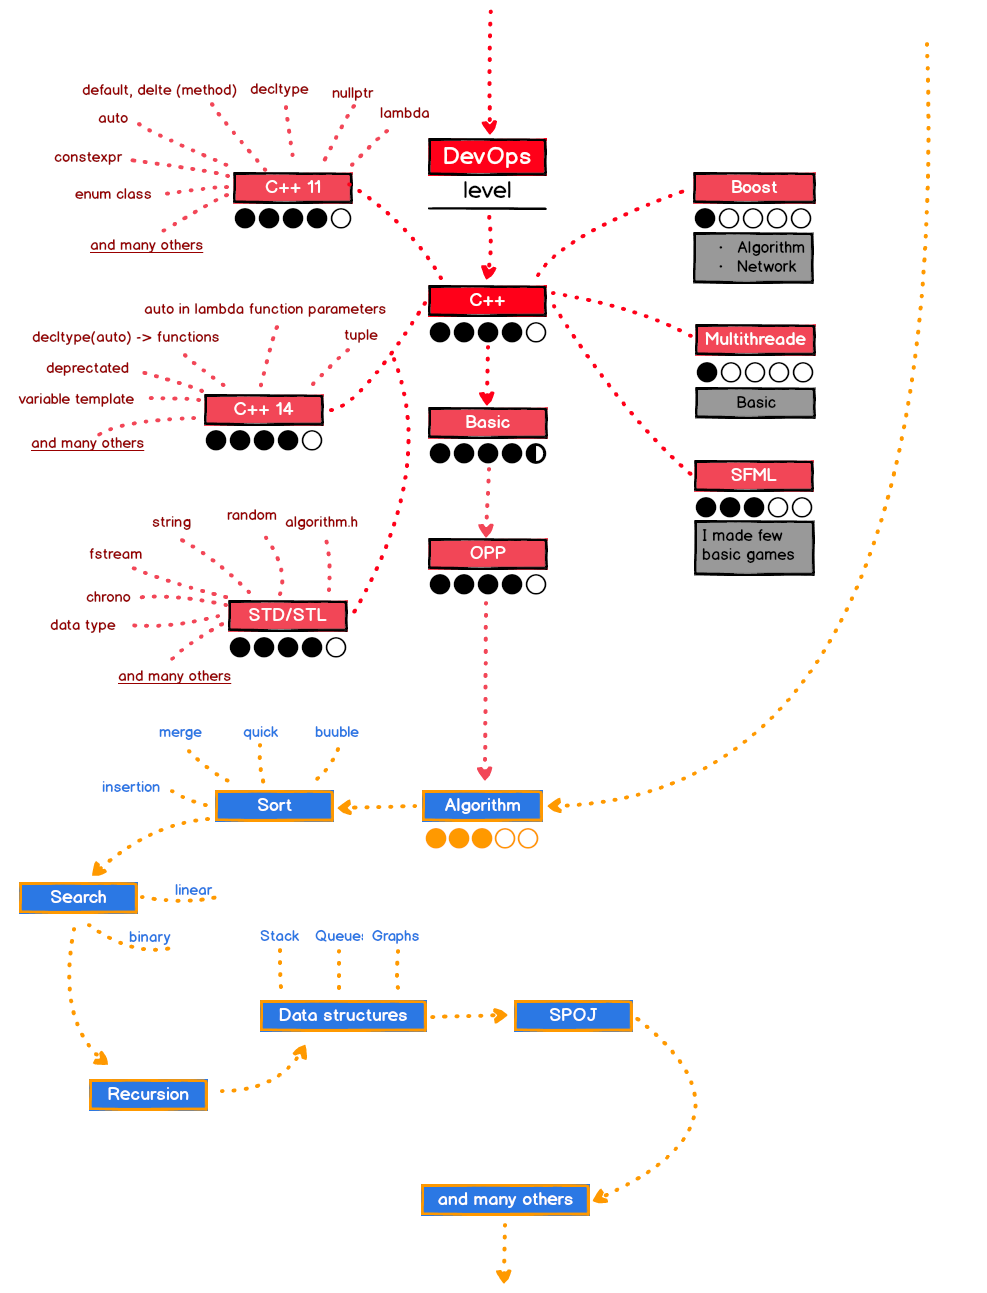 default, delte (method)
decltype
nullptr
lambda
auto
constexpr
enum class
and many others
C++ 11
DevOps
level
Boost
· Algorithm
· Network
C++
auto in lambda function parameters
decltype(auto) -> functions
tuple
deprectated
variable template
and many others
C++ 14
Multithreade
Basic
Basic
SFML
I made few
basic games
string
random
algorithm.h
fstream
chrono
data type
and many others
STD/STL
OPP
merge
quick
buuble
insertion
Sort
Algorithm
Search
linear
binary
Stack
Queue
Graphs
Data structures
SPOJ
Recursion
and many others